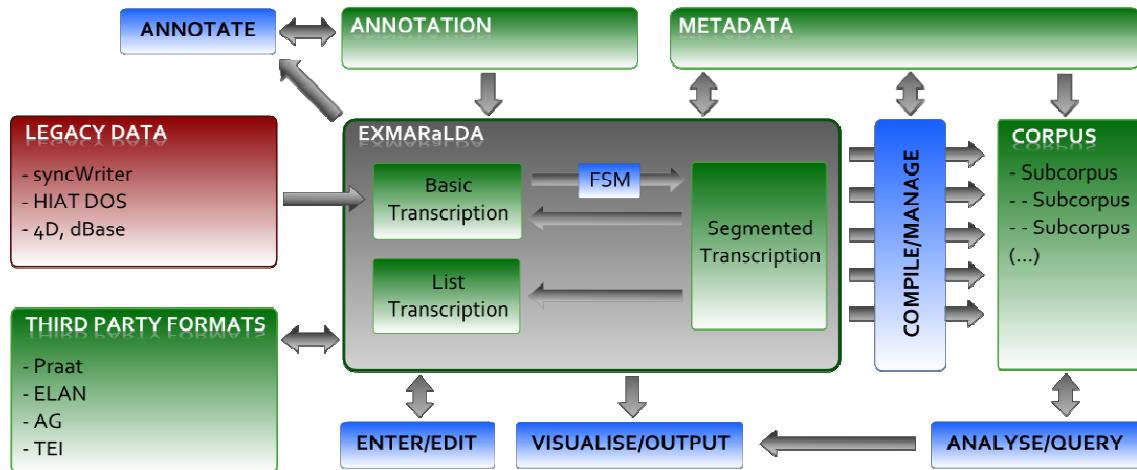 ANNOTATE
ANNOTATION
METADATA
LEGACY DATA
- syncWriter
- HIAT DOS
- 4D, dBase
EXMARaLDA
Basic
Transcription
FSM
Segmented
Transcription
List
Transcription
COMPILE/MANAGE
CORPUS
- Subcorpus
- - Subcorpus
- - Subcorpus
(...)
THIRD PARTY FORMATS
- Praat
- ELAN
- AG
- TEI
ENTER/EDIT
VISUALISE/OUTPUT
ANALYSE/QUERY